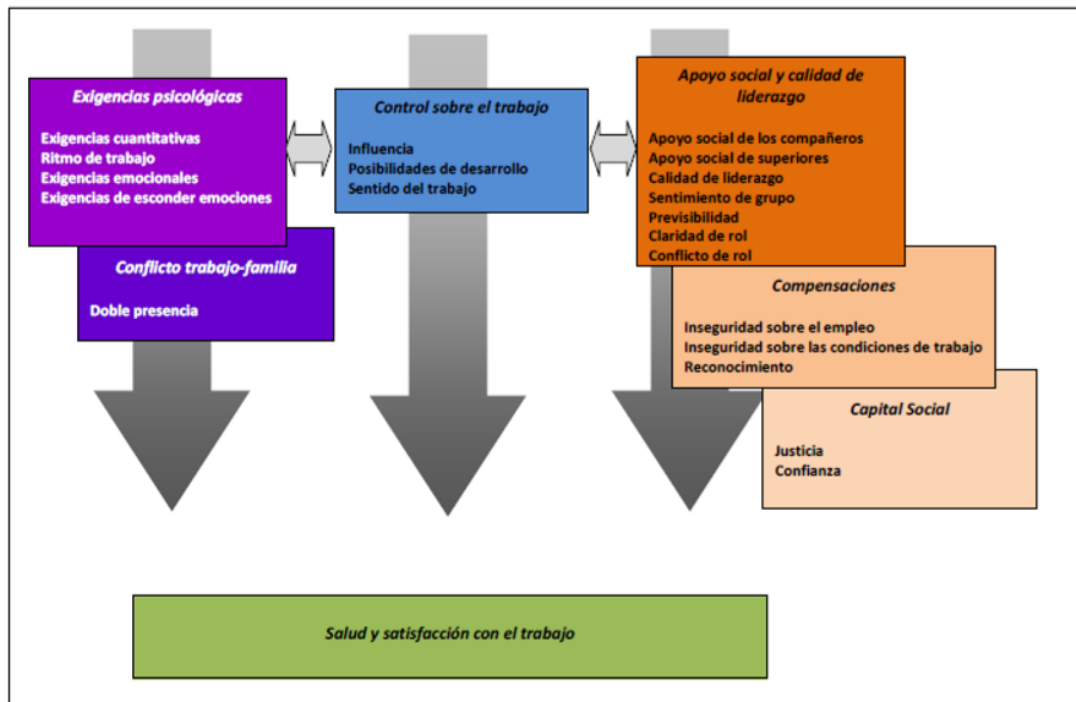 Exigencias psicológicas
Exigencias cuantitativas
Ritmo de trabajo
Exigencias emocionales
Exigencias de esconder emociones
Conflicto trabajo-familia
Doble presencia
Control sobre el trabajo
Influencia
Posibilidades de desarrollo
Sentido del trabajo
Apoyo social y calidad de
liderazgo
Apoyo social de los compañeros
Apoyo social de superiores
Calidad de liderazgo
Sentimiento de grupo
Previsibilidad
Claridad de rol
Conflicto de rol
Compensaciones
Inseguridad sobre el empleo
Inseguridad sobre las condiciones de trabajo
Reconocimiento
Capital Social
Justicia
Confianza
Salud y satisfacción con el trabajo